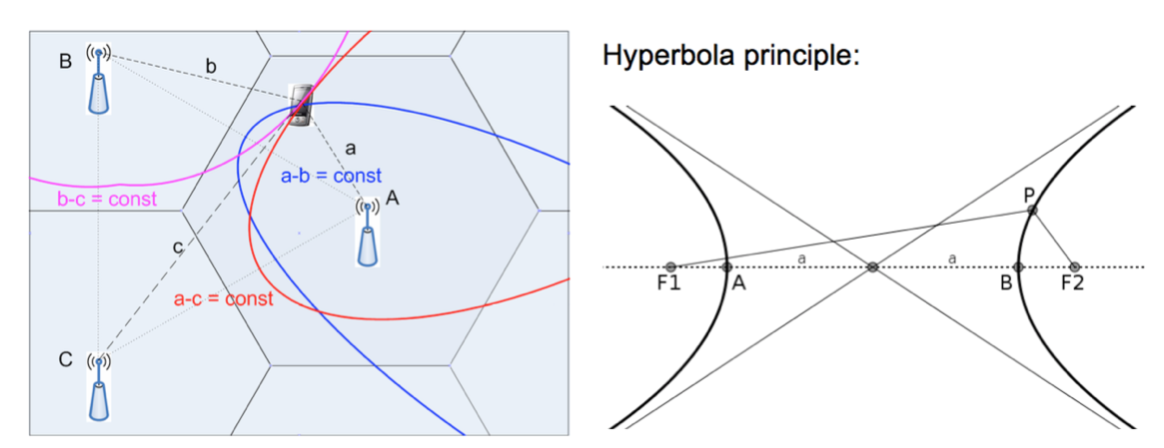 B
b
a
a-b = const
A
b-c = const
c
a-c = const
C
Hyperbola principle:
P
a
a
F1
A
B
F2